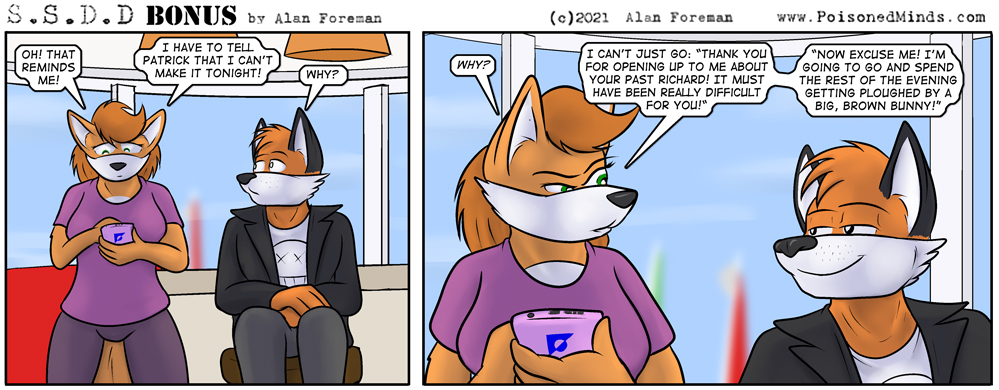 S.S.D.D BONUS by Alan Foreman
(c)2021 Alan Foreman
www.PoisonedMinds.com
OH! THAT
REMINDS
ME!
I HAVE TO TELL
PATRICK THAT I CAN'T
MAKE IT TONIGHT!
WHY?
WHY?
I CAN'T JUST GO: "THANK YOU
FOR OPENING UP TO ME ABOUT
YOUR PAST RICHARD! IT MUST
HAVE BEEN REALLY DIFFICULT
FOR YOU!"
"NOW EXCUSE ME! I'M
GOING TO GO AND SPEND
THE REST OF THE EVENING
GETTING PLOUGHED BY A
BIG, BROWN BUNNY!"